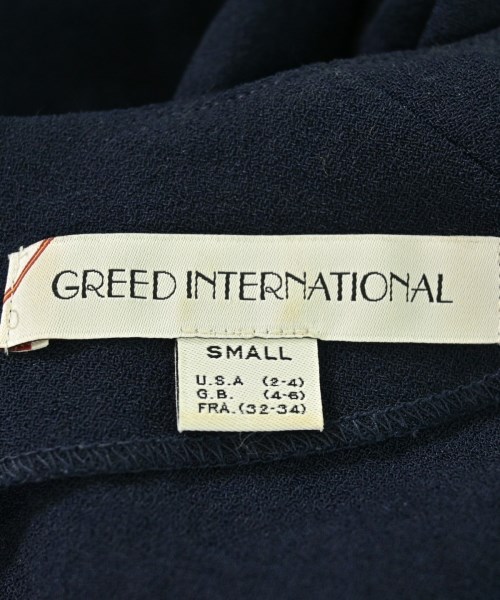 GREED INTERNATIONAL
SMALL
U.S.A (2-4)
G.B. (4-6)
FRA.(32-34)